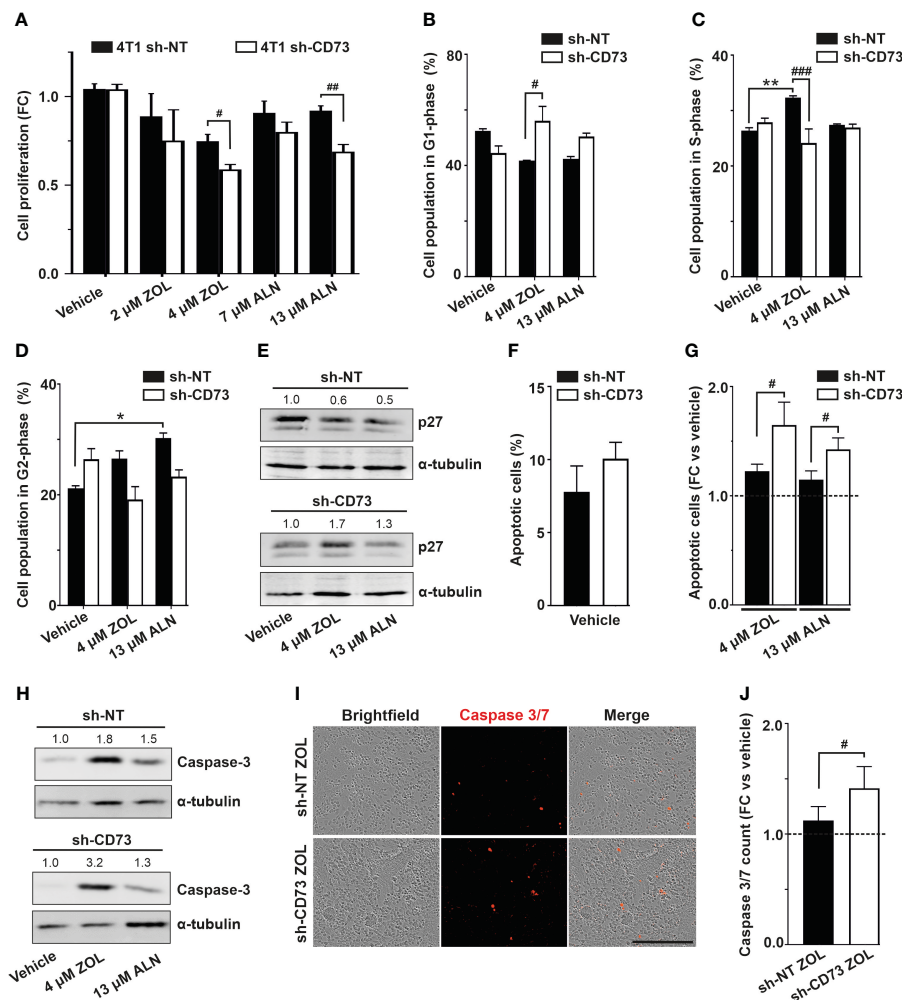 A
4T1 sh-NT
4T1 sh-CD73
Cell proliferation (FC)
1.0
0.5
0.0
#
##
Vehicle
2 µM ZOL
4 µM ZOL
7 µM ALN
13 µM ALN
B
sh-NT
sh-CD73
Cell population in G1-phase (%)
80
40
0
#
Vehicle
4 µM ZOL
13 µM ALN
C
sh-NT
sh-CD73
Cell population in S-phase (%)
40
20
0
**
###
Vehicle
4 µM ZOL
13 µM ALN
D
sh-NT
sh-CD73
Cell population in G2-phase (%)
40
20
0
*
Vehicle
4 µM ZOL
13 µM ALN
E
sh-NT
1.0 0.6 0.5
p27
α-tubulin
sh-CD73
1.0 1.7 1.3
p27
α-tubulin
Vehicle
4 µM ZOL
13 µM ALN
F
sh-NT
sh-CD73
Apoptotic cells (%)
15
10
5
0
Vehicle
G
sh-NT
sh-CD73
Apoptotic cells (FC vs vehicle)
2.0
1.0
0.0
#
#
4 µM ZOL
13 µM ALN
H
sh-NT
1.0 1.8 1.5
Caspase-3
α-tubulin
sh-CD73
1.0 3.2 1.3
Caspase-3
α-tubulin
Vehicle
4 µM ZOL
13 µM ALN
I
Brightfield Caspase 3/7 Merge
sh-NT ZOL
sh-CD73 ZOL
J
Caspase 3/7 count (FC vs vehicle)
2.0
1.0
0.0
#
sh-NT ZOL
sh-CD73 ZOL